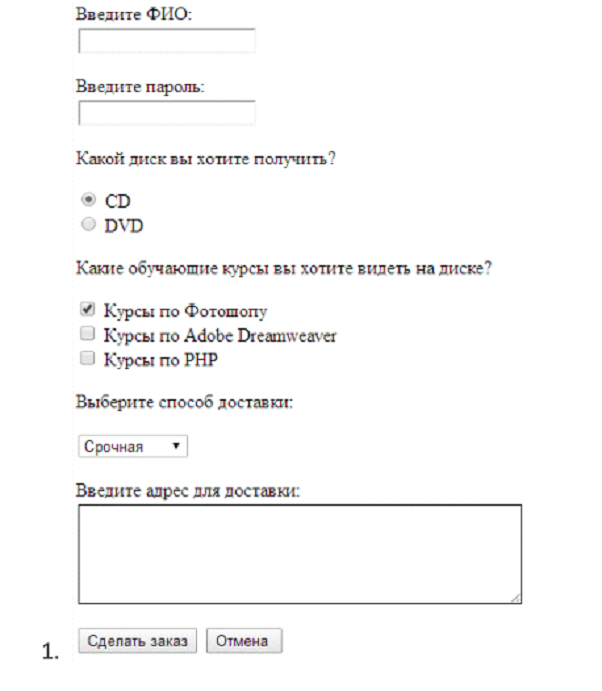 Введите ФИО:
Введите пароль:
Какой диск вы хотите получить?
CD
DVD
Какие обучающие курсы вы хотите видеть на диске?
Курсы по Фотошопу
Курсы по Adobe Dreamweaver
Курсы по PHP
Выберите способ доставки:
Срочная
Введите адрес для доставки:
1. Сделать заказ Отмена